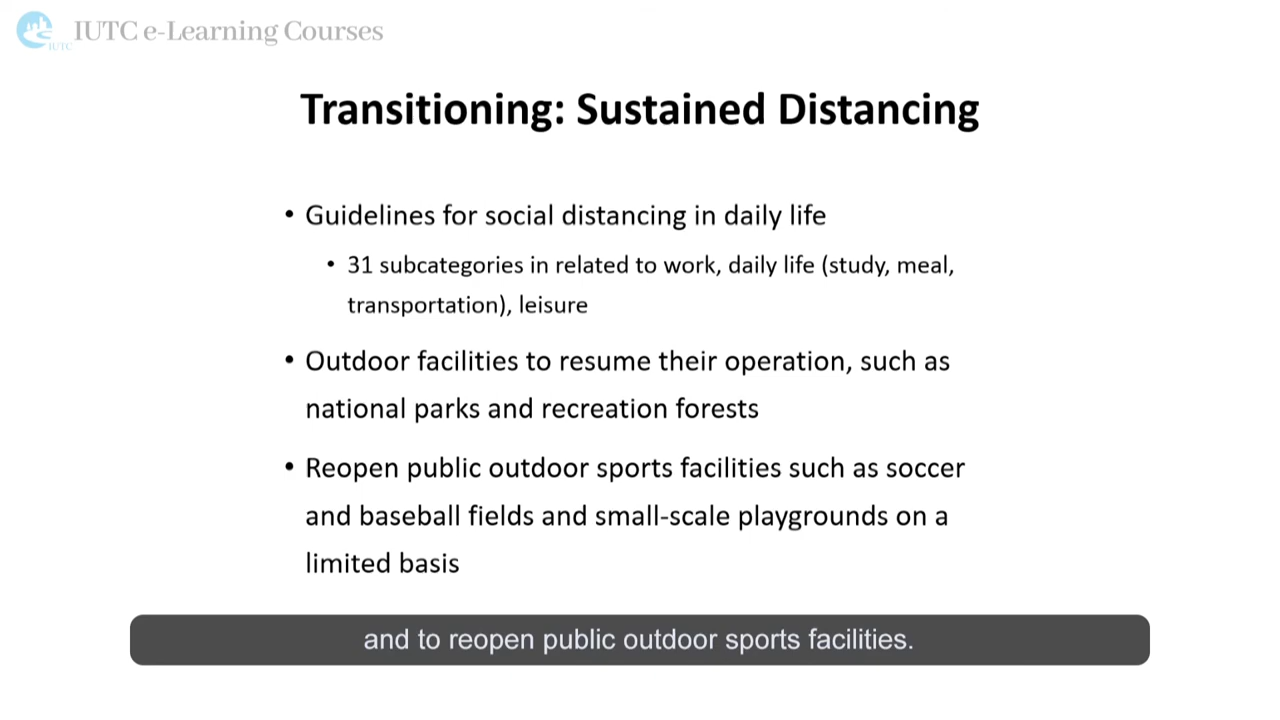 IUTC e-Learning Courses
IUTC
Transitioning: Sustained Distancing
• Guidelines for social distancing in daily life
• 31 subcategories in related to work, daily life (study, meal,
transportation), leisure
• Outdoor facilities to resume their operation, such as
national parks and recreation forests
• Reopen public outdoor sports facilities such as soccer
and baseball fields and small-scale playgrounds on a
limited basis
and to reopen public outdoor sports facilities.